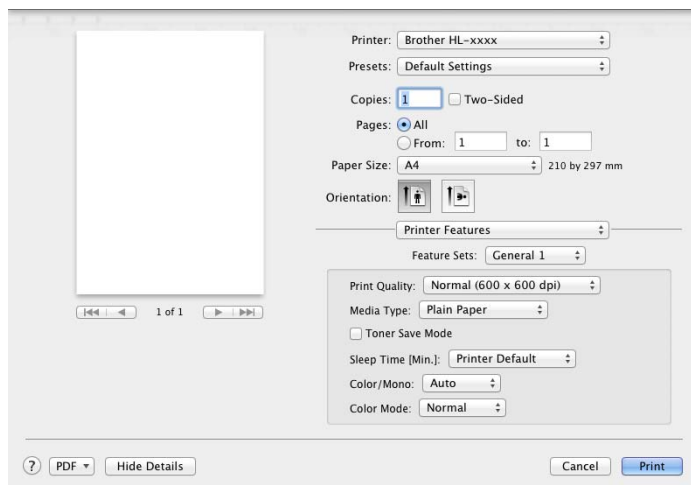 Printer: Brother HL-xxxx
Presets: Default Settings
Copies: 1 Two-Sided
Pages: All
From: 1 to: 1
Paper Size: A4 210 by 297 mm
Orientation:
Printer Features
Feature Sets: General 1
Print Quality: Normal (600 x 600 dpi)
Media Type: Plain Paper
Toner Save Mode
Sleep Time [Min.]: Printer Default
Color/Mono: Auto
Color Mode: Normal
1 of 1
? PDF Hide Details Cancel Print